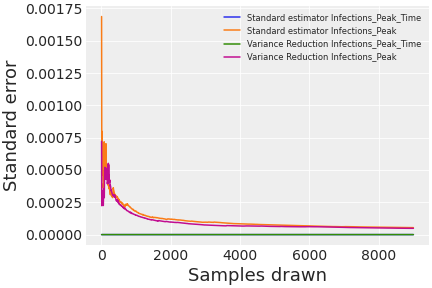 0.00175
0.00150
0.00125
0.00100
0.00075
0.00050
0.00025
0.00000
Standard error
Standard estimator Infections_Peak_Time
Standard estimator Infections_Peak
Variance Reduction Infections_Peak_Time
Variance Reduction Infections_Peak
0 2000 4000 6000 8000
Samples drawn